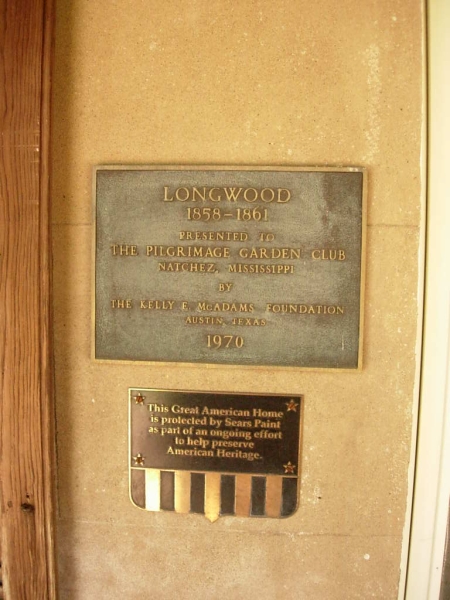 LONGWOOD
1858-1861
PRESENTED TO
THE PILGRIMAGE GARDEN CLUB
NATCHEZ, MISSISSIPPI
BY
THE KELLY E. McADAMS FOUNDATION
AUSTIN, TEXAS
1970
This Great American Home
is protected by Sears Paint
as part of an ongoing effort
to help preserve
American Heritage.